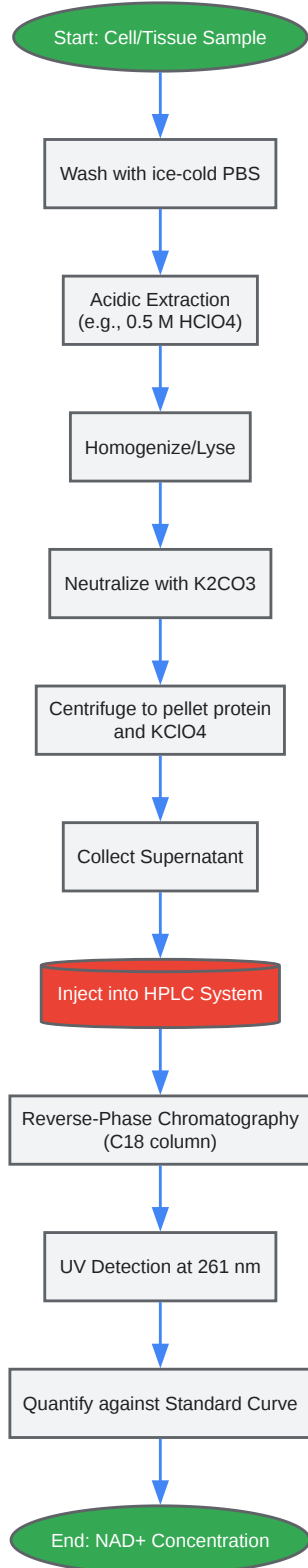 Start: Cell/Tissue Sample
Wash with ice-cold PBS
Acidic Extraction
(e.g., 0.5 M HClO4)
Homogenize/Lyse
Neutralize with K2CO3
Centrifuge to pellet protein
and KClO4
Collect Supernatant
Inject into HPLC System
Reverse-Phase Chromatography
(C18 column)
UV Detection at 261 nm
Quantify against Standard Curve
End: NAD+ Concentration